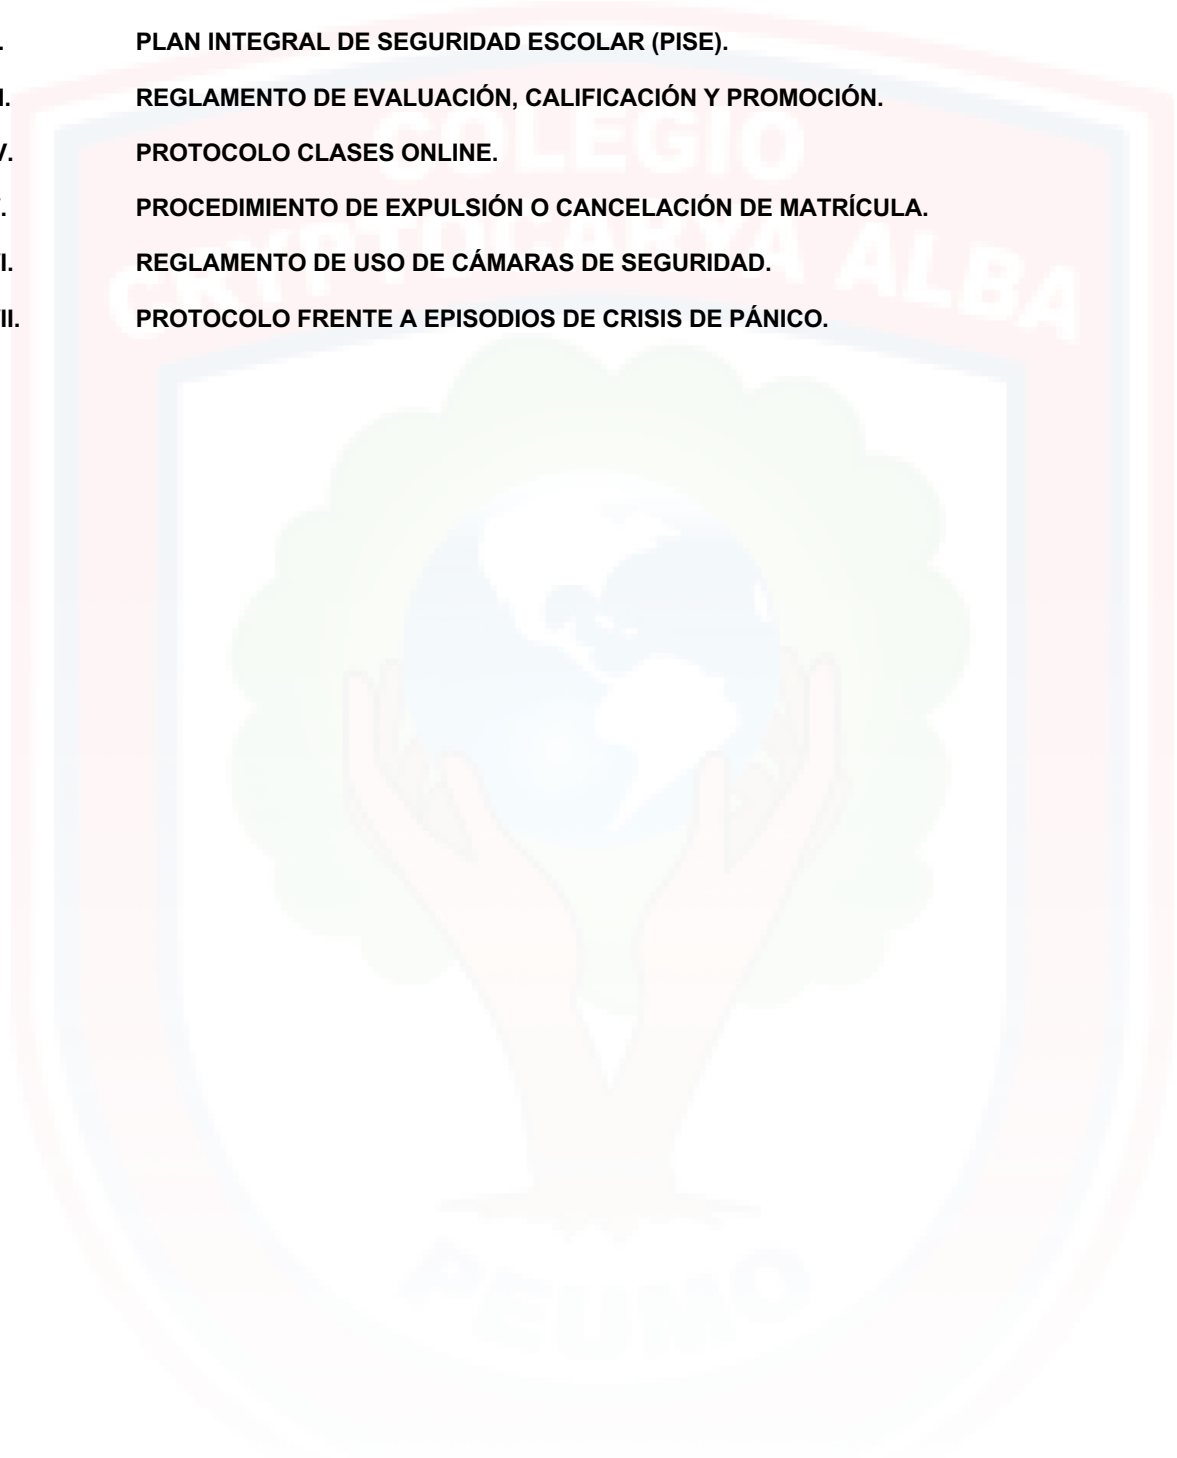 . PLAN INTEGRAL DE SEGURIDAD ESCOLAR (PISE).
I. REGLAMENTO DE EVALUACIÓN, CALIFICACIÓN Y PROMOCIÓN.
V. PROTOCOLO CLASES ONLINE.
. PROCEDIMIENTO DE EXPULSIÓN O CANCELACIÓN DE MATRÍCULA.
I. REGLAMENTO DE USO DE CÁMARAS DE SEGURIDAD.
II. PROTOCOLO FRENTE A EPISODIOS DE CRISIS DE PÁNICO.
COLEGIO
CRYPTOCARYA ALBA
PEUMO